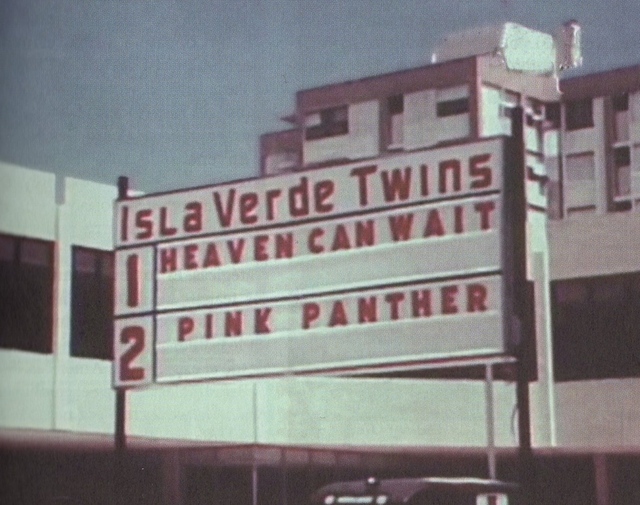 Isla Verde Twins
1 HEAVEN CAN WAIT
2 PINK PANTHER